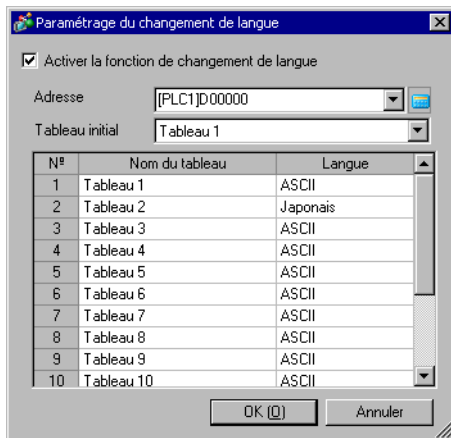 Paramétrage du changement de langue
Activer la fonction de changement de langue
Adresse [PLC1]D00000
Tableau initial Tableau 1
Nº Nom du tableau Langue
1 Tableau 1 ASCII
2 Tableau 2 Japonais
3 Tableau 3 ASCII
4 Tableau 4 ASCII
5 Tableau 5 ASCII
6 Tableau 6 ASCII
7 Tableau 7 ASCII
8 Tableau 8 ASCII
9 Tableau 9 ASCII
10 Tableau 10 ASCII
OK (O) Annuler